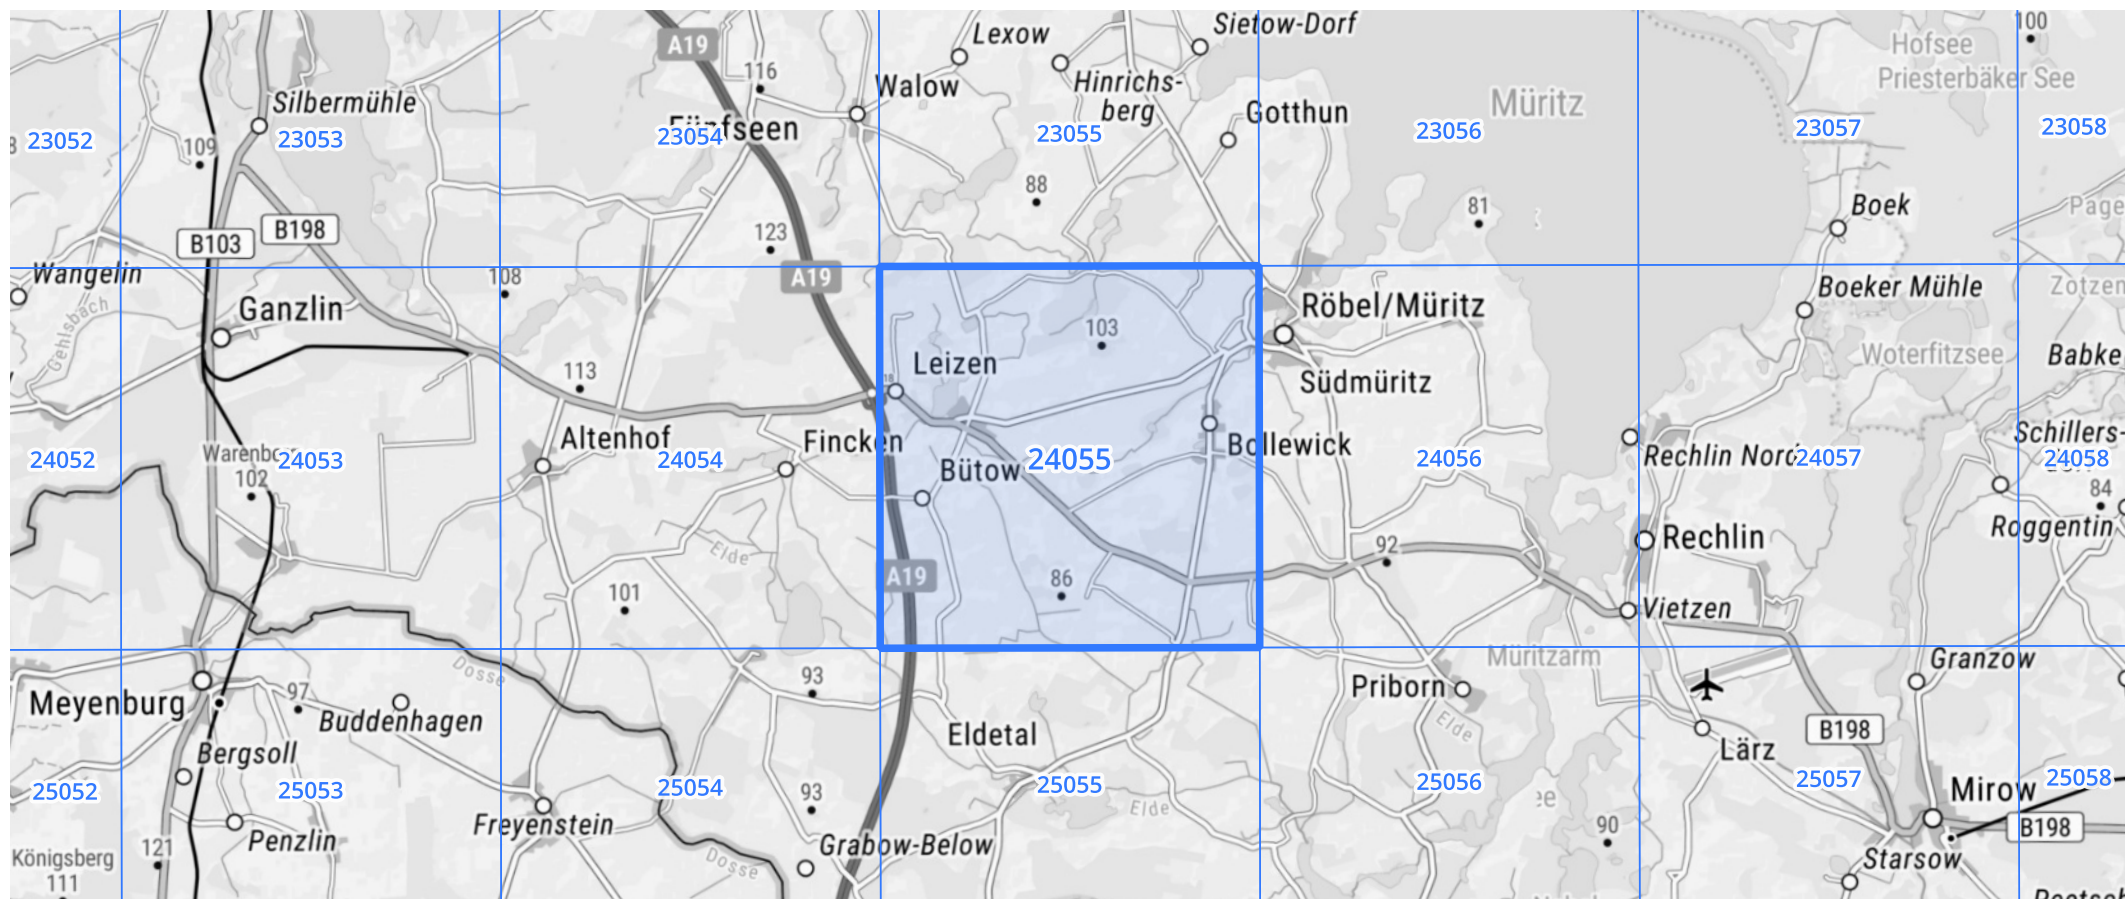 100
Hofsee
Priesterbäker See
Sietow-Dorf
Lexow
A19
116
Walow
Hinrichs-
berg
Müritz
Silbermühle
Gotthun
Fünfseen
23052
23053
23054
23055
23056
23057
23058
109
88
81
Boek
Page
B103
B198
123
Wangelin
108
A19
Boeker Mühle
Zotzen
Gehlsbach
Ganzlin
Röbel/Müritz
103
Woterfitzsee
Babke
Leizen
18
113
Südmüritz
Altenhof
Fincken
Bollewick
Schillers-
Rechlin Nord
24052
24053
24054
24055
24056
24057
24058
102
Bütow
84
Roggentin
Elde
92
Rechlin
A19
86
101
Vietzen
Müritzarm
Granzow
Dosse
Meyenburg
97
Buddenhagen
93
Priborn
Elde
Eldetal
B198
Lärz
Bergsoll
25052
25053
25054
25055
25056
25057
25058
Mirow
93
Elde
90
B198
Freyenstein
Penzlin
Grabow-Below
121
Königsberg
111
Dosse
Starsow